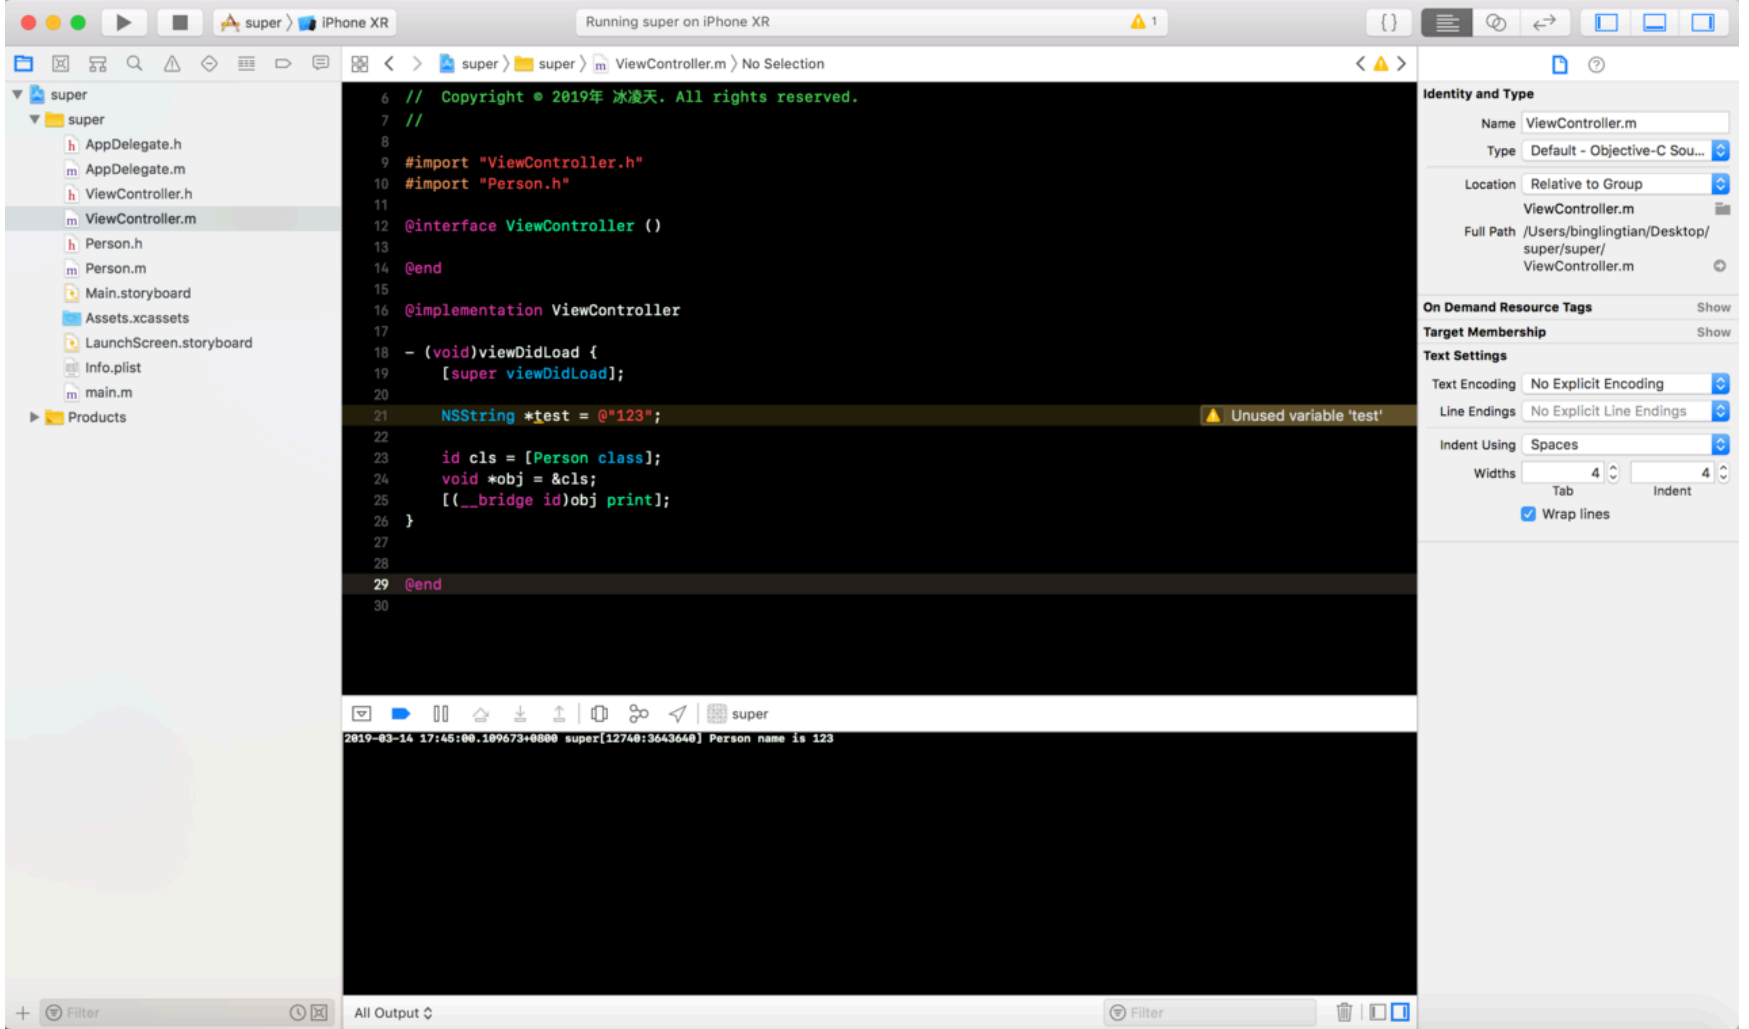 super 〉 iPhone XR
Running super on iPhone XR
1
{ }
super 〉 super 〉 ViewController.m 〉 No Selection
super
super
h AppDelegate.h
m AppDelegate.m
h ViewController.h
m ViewController.m
h Person.h
m Person.m
Main.storyboard
Assets.xcassets
LaunchScreen.storyboard
Info.plist
m main.m
Products
Filter
6 //  Copyright © 2019年 冰凌天. All rights reserved.
7 //
8
9 #import "ViewController.h"
10 #import "Person.h"
11
12 @interface ViewController ()
13
14 @end
15
16 @implementation ViewController
17
18 - (void)viewDidLoad {
19     [super viewDidLoad];
20
21     NSString *test = @"123";
Unused variable 'test'
22
23     id cls = [Person class];
24     void *obj = &cls;
25     [(__bridge id)obj print];
26 }
27
28
29 @end
30
super
2019-03-14 17:45:00.109673+0800 super[12740:3643640] Person name is 123
All Output
Filter
Identity and Type
Name ViewController.m
Type Default - Objective-C Sou...
Location Relative to Group
ViewController.m
Full Path /Users/binglingtian/Desktop/
super/super/
ViewController.m
On Demand Resource Tags Show
Target Membership Show
Text Settings
Text Encoding No Explicit Encoding
Line Endings No Explicit Line Endings
Indent Using Spaces
Widths 4 4
Tab Indent
Wrap lines